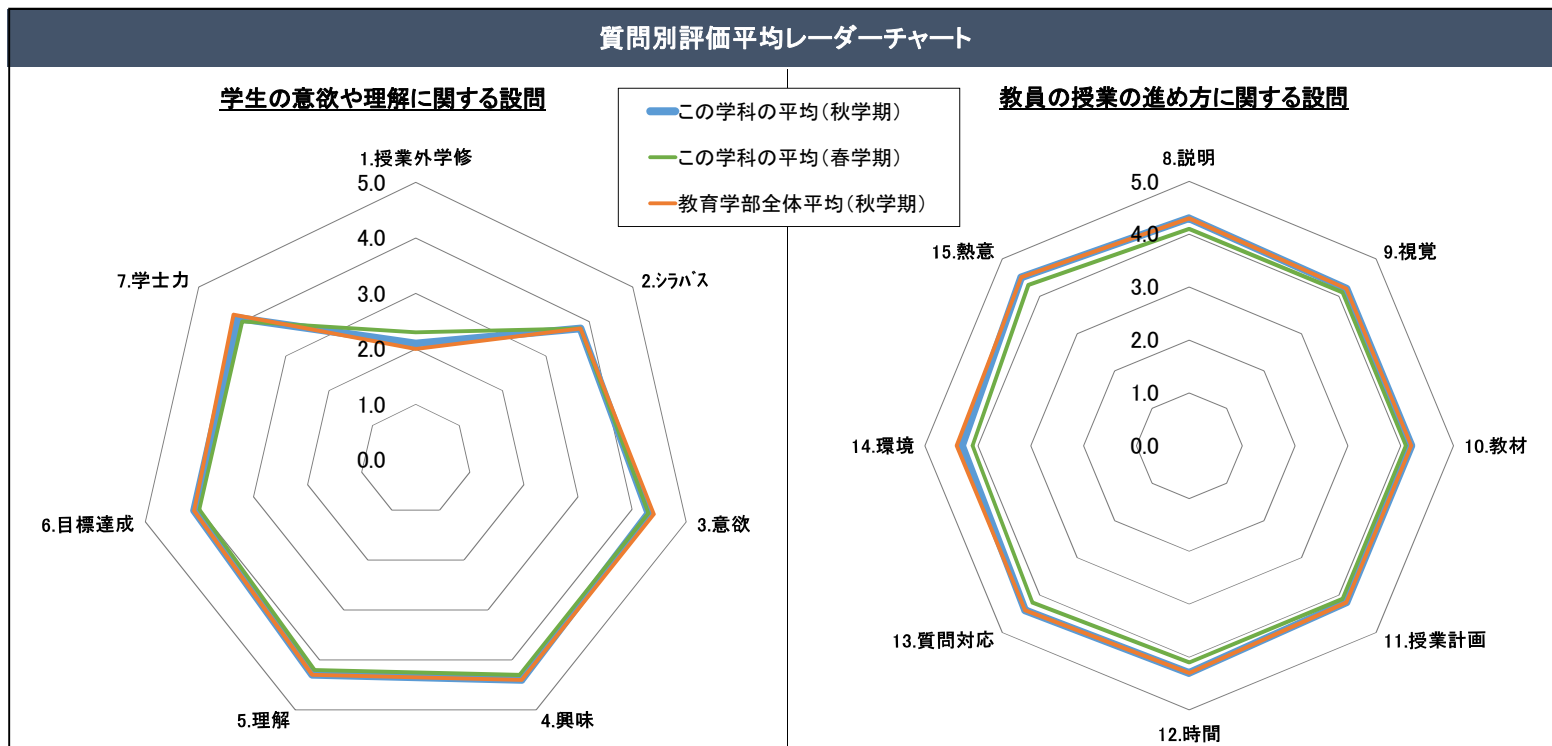 質問別評価平均レーダーチャート
学生の意欲や理解に関する設問
この学科の平均(秋学期)
この学科の平均(春学期)
教育学部全体平均(秋学期)
教員の授業の進め方に関する設問
1.授業外学修
2.シラバス
3.意欲
4.興味
5.理解
6.目標達成
7.学士力
5.0
4.0
3.0
2.0
1.0
0.0
8.説明
9.視覚
10.教材
11.授業計画
12.時間
13.質問対応
14.環境
15.熱意
5.0
4.0
3.0
2.0
1.0
0.0